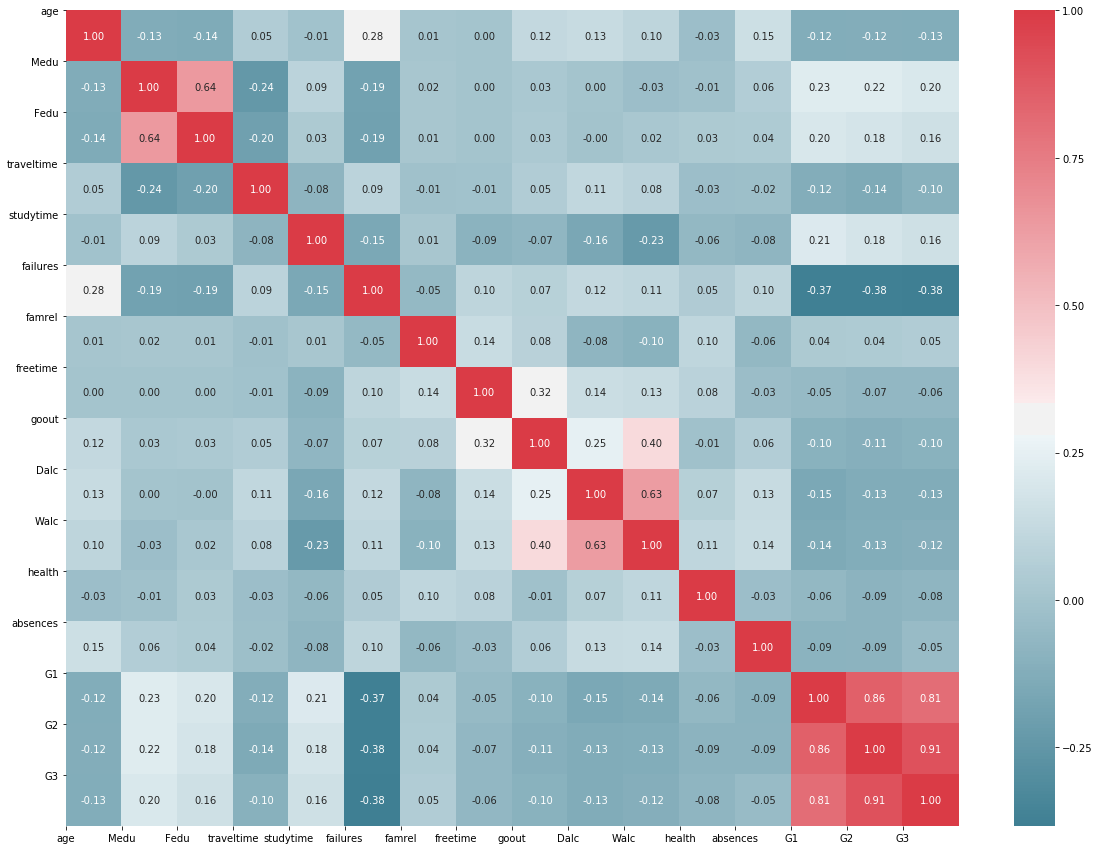 age
1.00 -0.13 -0.14 0.05 -0.01 0.28 0.01 0.00 0.12 0.13 0.10 -0.03 0.15 -0.12 -0.12 -0.13
Medu
-0.13 1.00 0.64 -0.24 0.09 -0.19 0.02 0.00 0.03 0.00 -0.03 -0.01 0.06 0.23 0.22 0.20
Fedu
-0.14 0.64 1.00 -0.20 0.03 -0.19 0.01 0.00 0.03 -0.00 0.02 0.03 0.04 0.20 0.18 0.16
traveltime
0.05 -0.24 -0.20 1.00 -0.08 0.09 -0.01 -0.01 0.05 0.11 0.08 -0.03 -0.02 -0.12 -0.14 -0.10
studytime
-0.01 0.09 0.03 -0.08 1.00 -0.15 0.01 -0.09 -0.07 -0.16 -0.23 -0.06 -0.08 0.21 0.18 0.16
failures
0.28 -0.19 -0.19 0.09 -0.15 1.00 -0.05 0.10 0.07 0.12 0.11 0.05 0.10 -0.37 -0.38 -0.38
famrel
0.01 0.02 0.01 -0.01 0.01 -0.05 1.00 0.14 0.08 -0.08 -0.10 0.10 -0.06 0.04 0.04 0.05
freetime
0.00 0.00 0.00 -0.01 -0.09 0.10 0.14 1.00 0.32 0.14 0.13 0.08 -0.03 -0.05 -0.07 -0.06
goout
0.12 0.03 0.03 0.05 -0.07 0.07 0.08 0.32 1.00 0.25 0.40 -0.01 0.06 -0.10 -0.11 -0.10
Dalc
0.13 0.00 -0.00 0.11 -0.16 0.12 -0.08 0.14 0.25 1.00 0.63 0.07 0.13 -0.15 -0.13 -0.13
Walc
0.10 -0.03 0.02 0.08 -0.23 0.11 -0.10 0.13 0.40 0.63 1.00 0.11 0.14 -0.14 -0.13 -0.12
health
-0.03 -0.01 0.03 -0.03 -0.06 0.05 0.10 0.08 -0.01 0.07 0.11 1.00 -0.03 -0.06 -0.09 -0.08
absences
0.15 0.06 0.04 -0.02 -0.08 0.10 -0.06 -0.03 0.06 0.13 0.14 -0.03 1.00 -0.09 -0.09 -0.05
G1
-0.12 0.23 0.20 -0.12 0.21 -0.37 0.04 -0.05 -0.10 -0.15 -0.14 -0.06 -0.09 1.00 0.86 0.81
G2
-0.12 0.22 0.18 -0.14 0.18 -0.38 0.04 -0.07 -0.11 -0.13 -0.13 -0.09 -0.09 0.86 1.00 0.91
G3
-0.13 0.20 0.16 -0.10 0.16 -0.38 0.05 -0.06 -0.10 -0.13 -0.12 -0.08 -0.05 0.81 0.91 1.00
age Medu Fedu traveltime studytime failures famrel freetime goout Dalc Walc health absences G1 G2 G3
1.00
0.75
0.50
0.25
0.00
−0.25